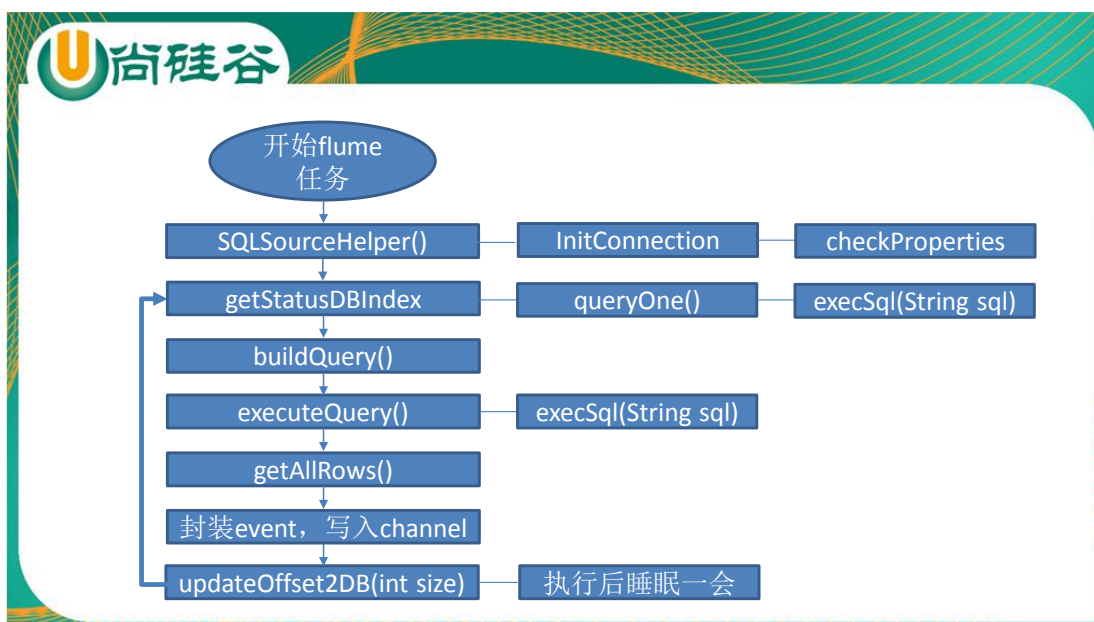 U尚硅谷
开始flume
任务
SQLSourceHelper()
InitConnection
checkProperties
getStatusDBIndex
queryOne()
execSql(String sql)
buildQuery()
executeQuery()
execSql(String sql)
getAllRows()
封装event，写入channel
updateOffset2DB(int size)
执行后睡眠一会